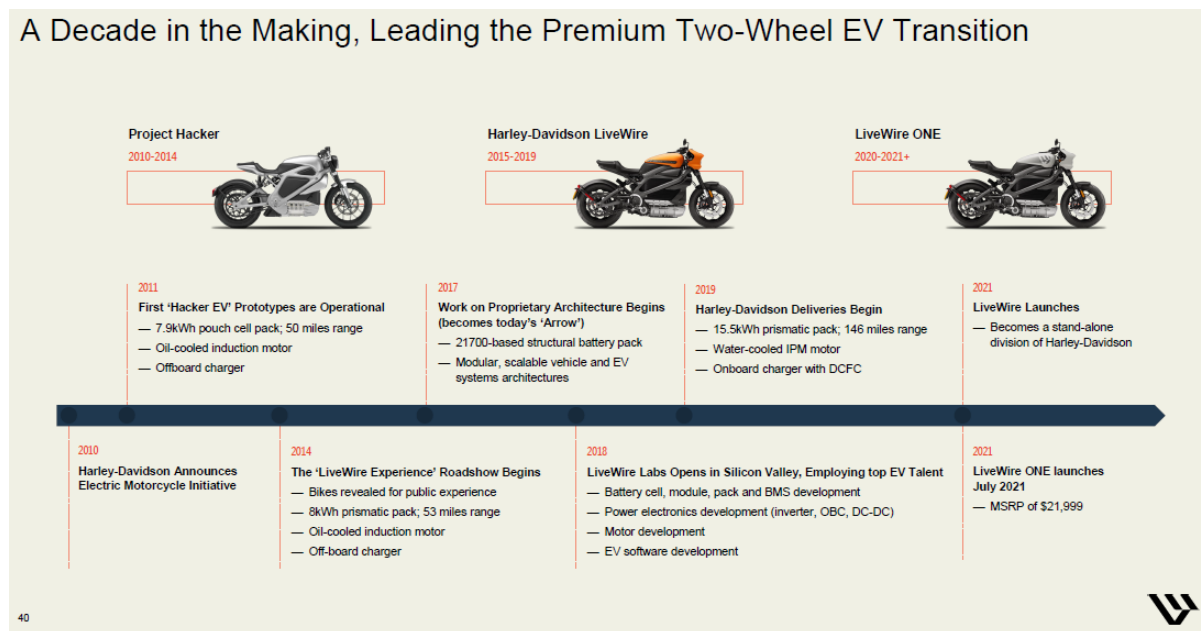 A Decade in the Making, Leading the Premium Two-Wheel EV Transition
Project Hacker
2010-2014
Harley-Davidson LiveWire
2015-2019
LiveWire ONE
2020-2021+
2011
First ‘Hacker EV’ Prototypes are Operational
— 7.9kWh pouch cell pack; 50 miles range
— Oil-cooled induction motor
— Offboard charger
2017
Work on Proprietary Architecture Begins
(becomes today’s ‘Arrow’)
— 21700-based structural battery pack
— Modular, scalable vehicle and EV
systems architectures
2019
Harley-Davidson Deliveries Begin
— 15.5kWh prismatic pack; 146 miles range
— Water-cooled IPM motor
— Onboard charger with DCFC
2021
LiveWire Launches
— Becomes a stand-alone
division of Harley-Davidson
2010
Harley-Davidson Announces
Electric Motorcycle Initiative
2014
The ‘LiveWire Experience’ Roadshow Begins
— Bikes revealed for public experience
— 8kWh prismatic pack; 53 miles range
— Oil-cooled induction motor
— Off-board charger
2018
LiveWire Labs Opens in Silicon Valley, Employing top EV Talent
— Battery cell, module, pack and BMS development
— Power electronics development (inverter, OBC, DC-DC)
— Motor development
— EV software development
2021
LiveWire ONE launches
July 2021
— MSRP of $21,999
40